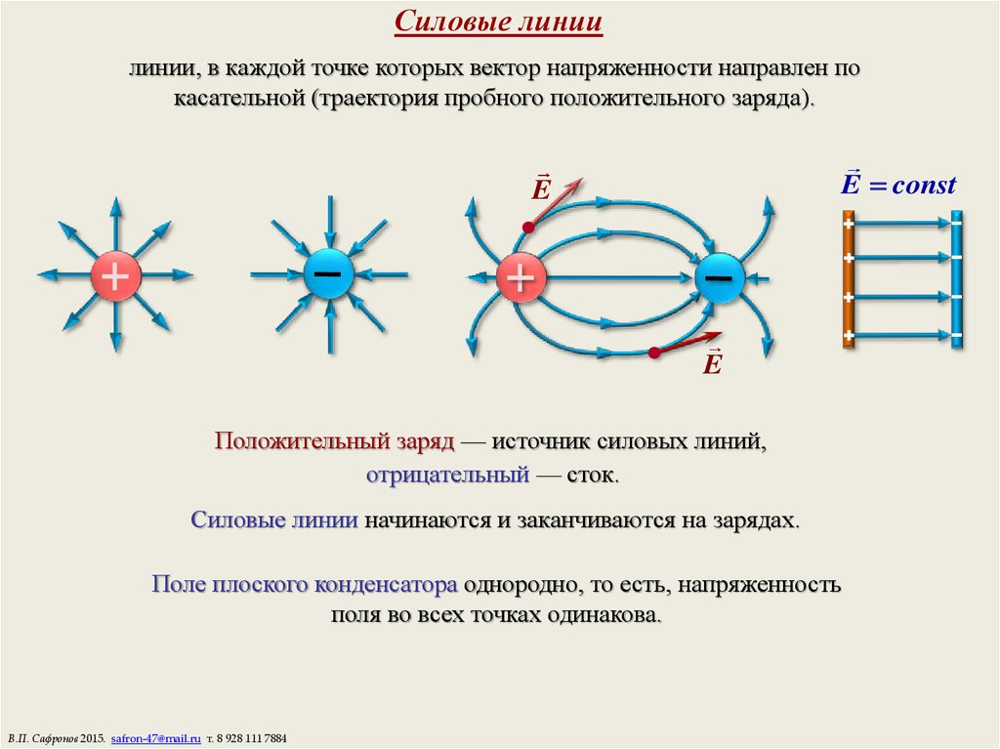 Силовые линии
линии, в каждой точке которых вектор напряженности направлен по
касательной (траектория пробного положительного заряда).
E
E = const
+
−
+
−
+ −
+ −
+ −
+ −
E
Положительный заряд — источник силовых линий,
отрицательный — сток.
Силовые линии начинаются и заканчиваются на зарядах.
Поле плоского конденсатора однородно, то есть, напряженность
поля во всех точках одинакова.
В.П. Сафронов 2015. safron-47@mail.ru т. 8 928 111 7884